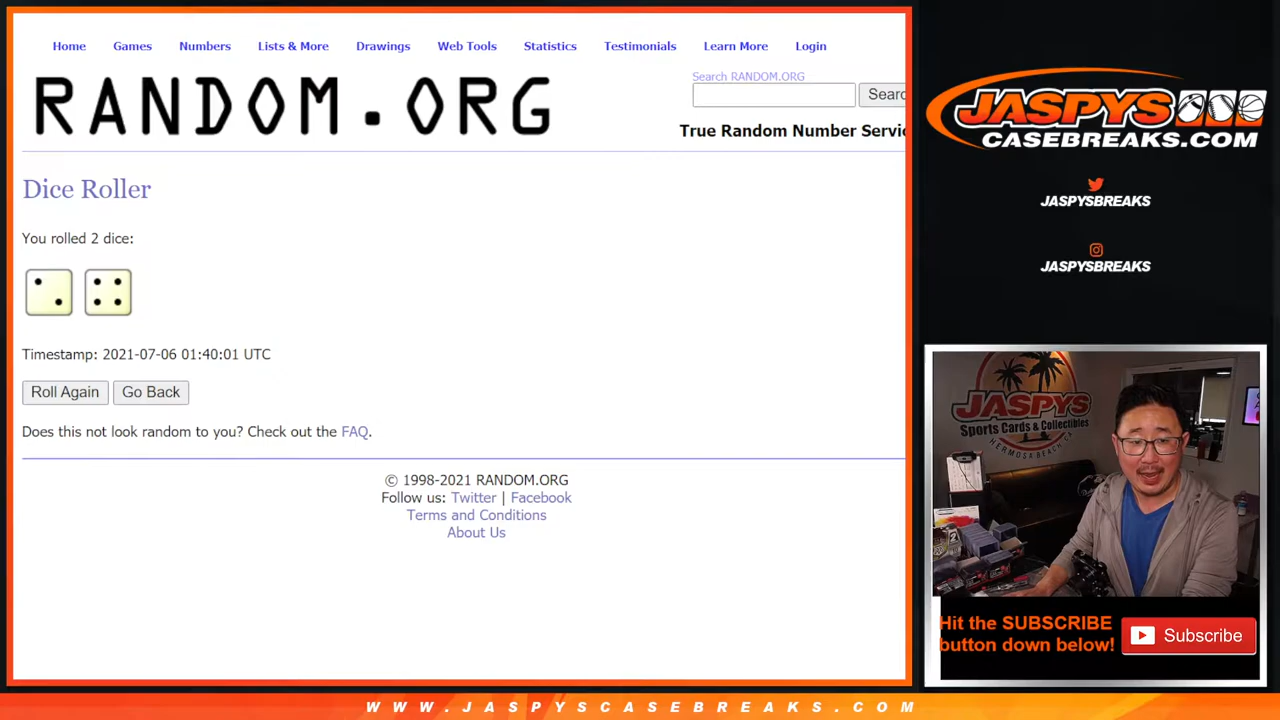 Home Games Numbers Lists & More Drawings Web Tools Statistics Testimonials Learn More Login
RANDOM.ORG
Search RANDOM.ORG
Searc
True Random Number Servic
Dice Roller
You rolled 2 dice:
Timestamp: 2021-07-06 01:40:01 UTC
Roll Again Go Back
Does this not look random to you? Check out the FAQ.
© 1998-2021 RANDOM.ORG
Follow us: Twitter | Facebook
Terms and Conditions
About Us
JASPYS
CASEBREAKS.COM
JASPYSBREAKS
JASPYSBREAKS
JASPYS
Sports Cards & Collectibles
HERMOSA BEACH CA
Hit the SUBSCRIBE
button down below!
Subscribe
WWW.JASPYSCASEBREAKS.COM